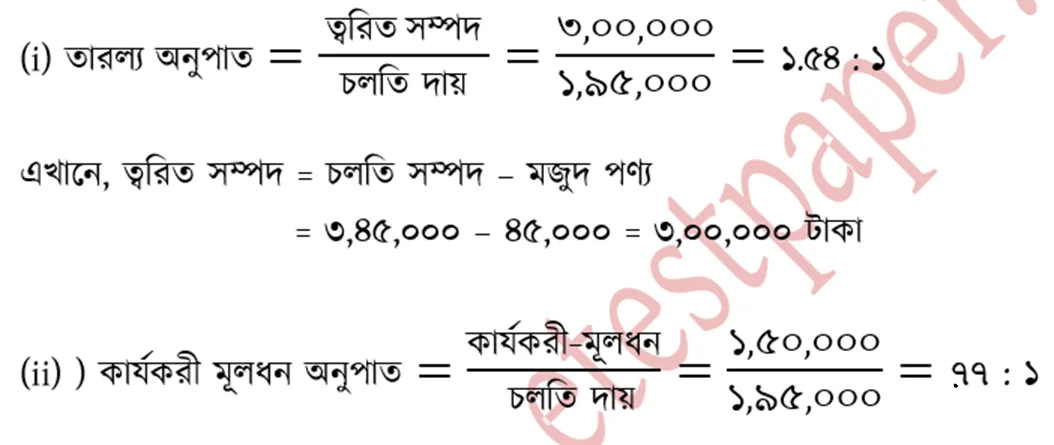 (i) তারল্য অনুপাত = ত্বরিত সম্পদ / চলতি দায় = ৩,০০,০০০ / ১,৯৫,০০০ = ১.৫৪ : ১
এখানে, ত্বরিত সম্পদ = চলতি সম্পদ – মজুদ পণ্য
= ৩,৪৫,০০০ – ৪৫,০০০ = ৩,০০,০০০ টাকা
(ii) ) কার্যকরী মূলধন অনুপাত = কার্যকরী-মূলধন / চলতি দায় = ১,৫০,০০০ / ১,৯৫,০০০ = .৭৭ : ১
erestpaper.